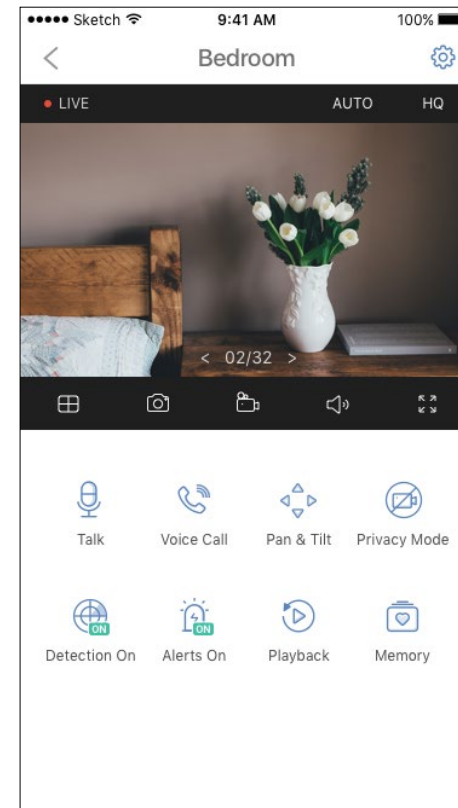 Sketch 9:41 AM 100%
Bedroom
LIVE AUTO HQ
< 02/32 >
Talk Voice Call Pan & Tilt Privacy Mode
ON ON
Detection On Alerts On Playback Memory